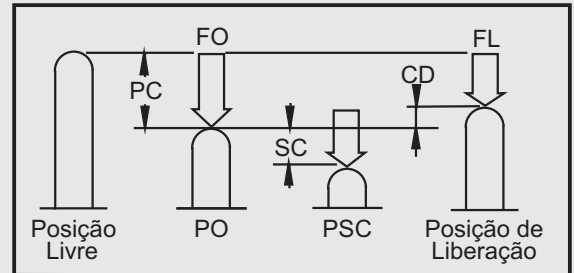 FO
FL
PC
CD
SC
Posição
Livre
PO
PSC
Posição de
Liberação